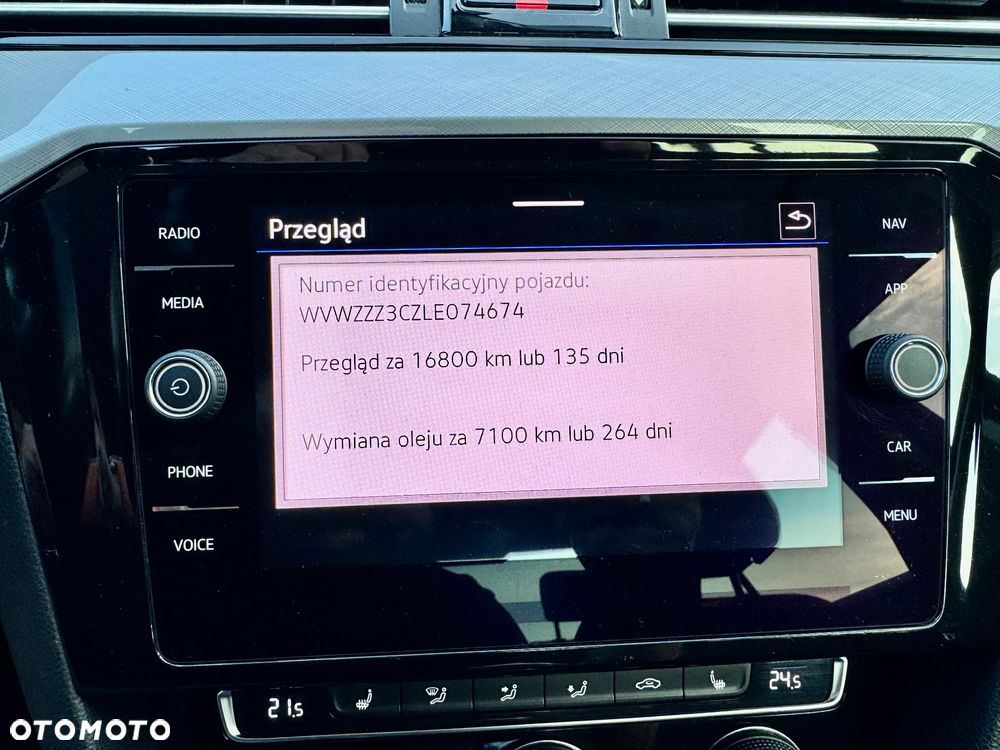 RADIO
MEDIA
PHONE
VOICE
Przegląd
Numer identyfikacyjny pojazdu:
WVWZZZ3CZLE074674
Przegląd za 16800 km lub 135 dni
Wymiana oleju za 7100 km lub 264 dni
NAV
APP
CAR
MENU
21.5
24.5
OTOMOTO